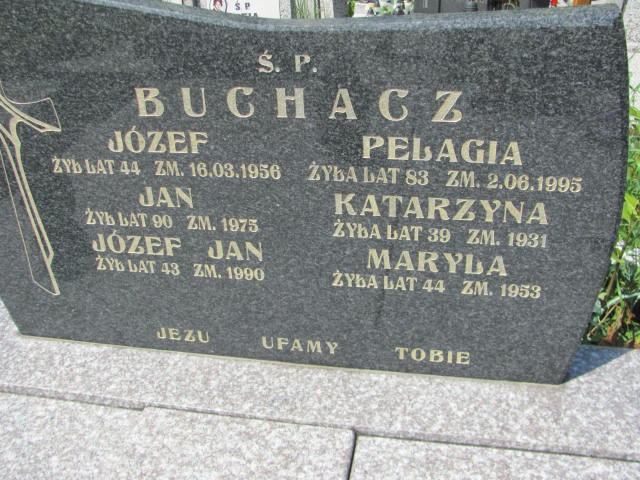 Ś. P.
BUCHACZ
JÓZEF
ŻYŁ LAT 44 ZM. 16.03.1956
JAN
ŻYŁ LAT 90 ZM. 1975
JÓZEF JAN
ŻYŁ LAT 43 ZM. 1990
PELAGIA
ŻYŁA LAT 83 ZM. 2.06.1995
KATARZYNA
ŻYŁA LAT 39 ZM. 1931
MARYLA
ŻYŁA LAT 44 ZM. 1953
JEZU UFAMY TOBIE